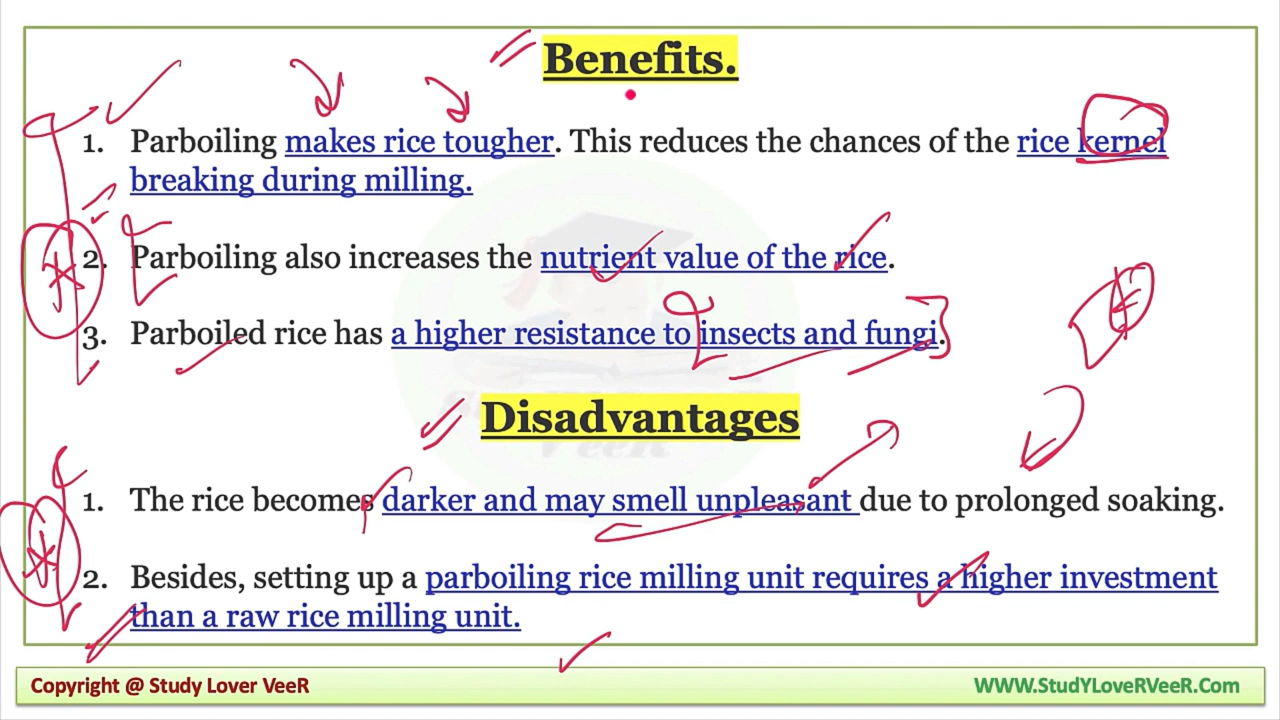 Benefits.
1. Parboiling makes rice tougher. This reduces the chances of the rice kernel
breaking during milling.
2. Parboiling also increases the nutrient value of the rice.
3. Parboiled rice has a higher resistance to insects and fungi.
Disadvantages
1. The rice becomes darker and may smell unpleasant due to prolonged soaking.
2. Besides, setting up a parboiling rice milling unit requires a higher investment
than a raw rice milling unit.
Copyright @ Study Lover VeeR
WWW.StudYLoveRVeeR.Com